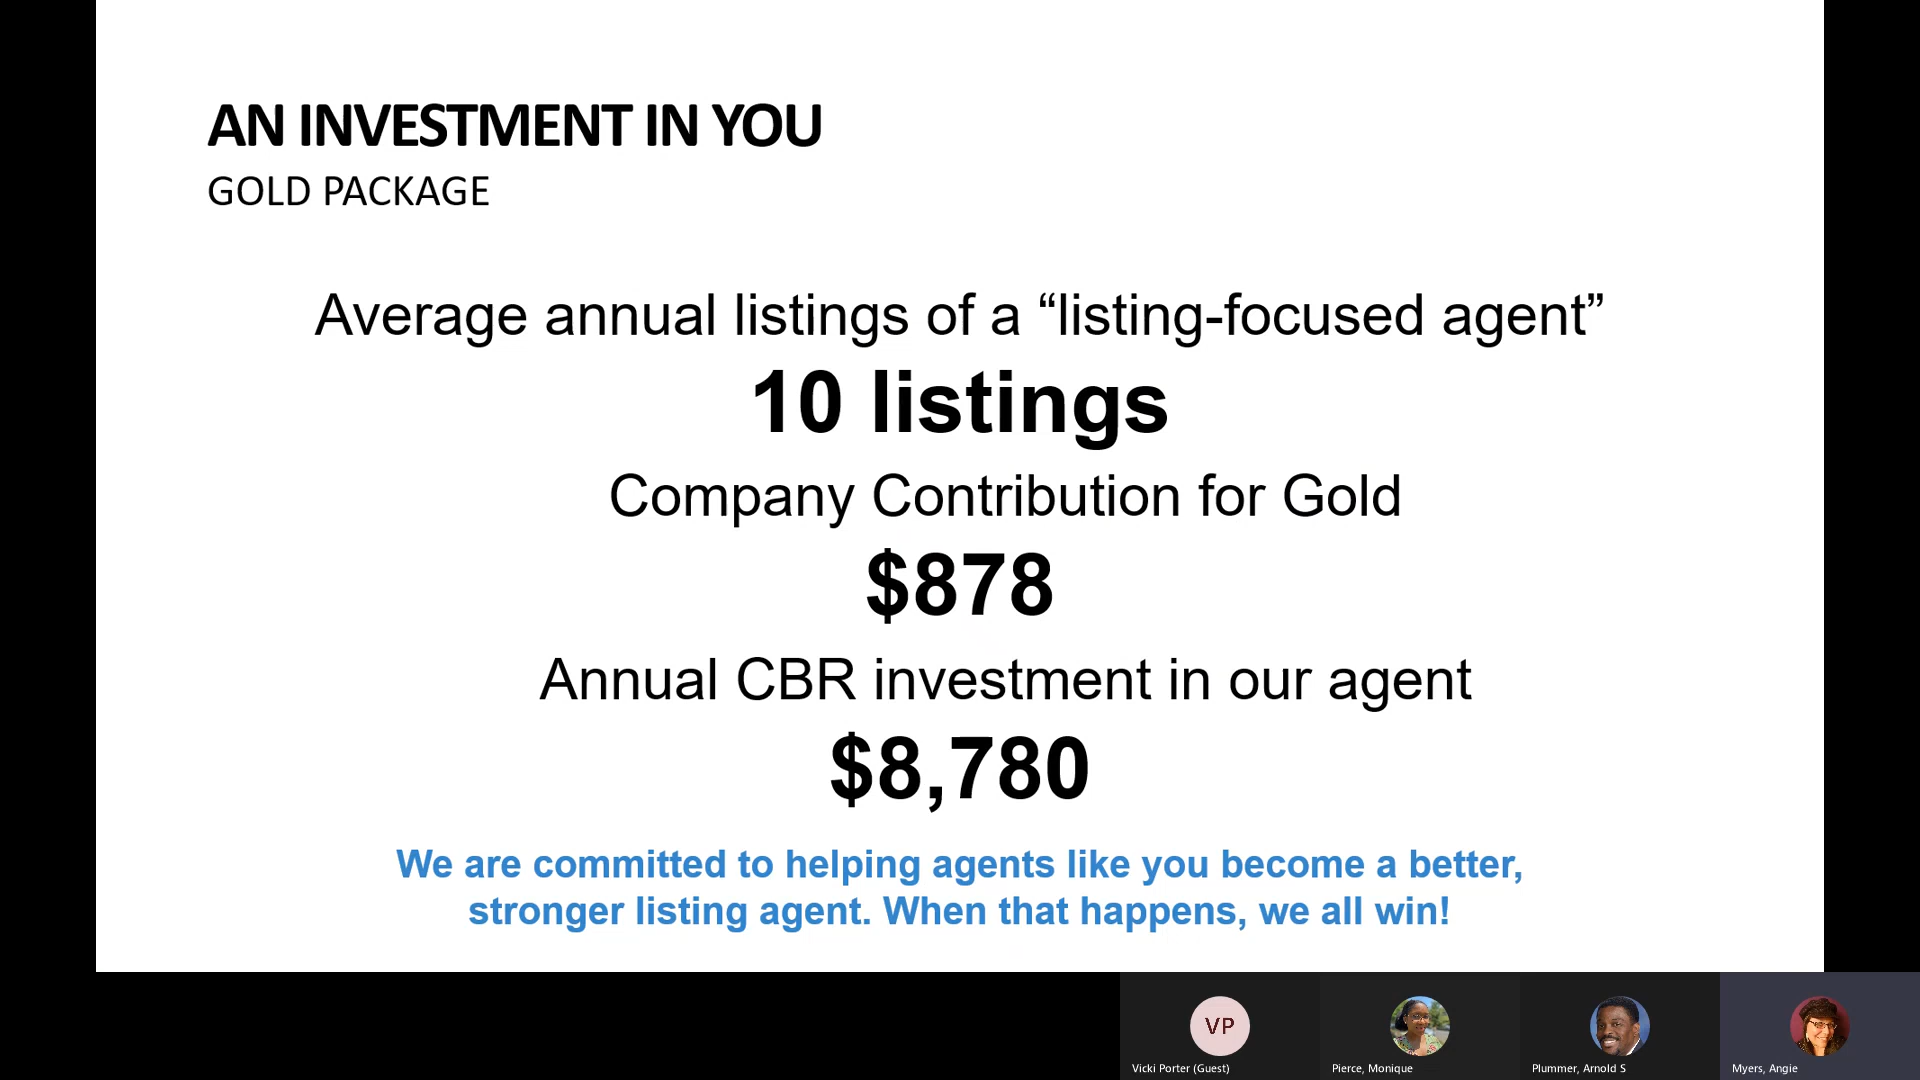 AN INVESTMENT IN YOU
GOLD PACKAGE
Average annual listings of a “listing-focused agent”
10 listings
Company Contribution for Gold
$878
Annual CBR investment in our agent
$8,780
We are committed to helping agents like you become a better,
stronger listing agent. When that happens, we all win!
VP
Vicki Porter (Guest)
Pierce, Monique
Plummer, Arnold S
Myers, Angie